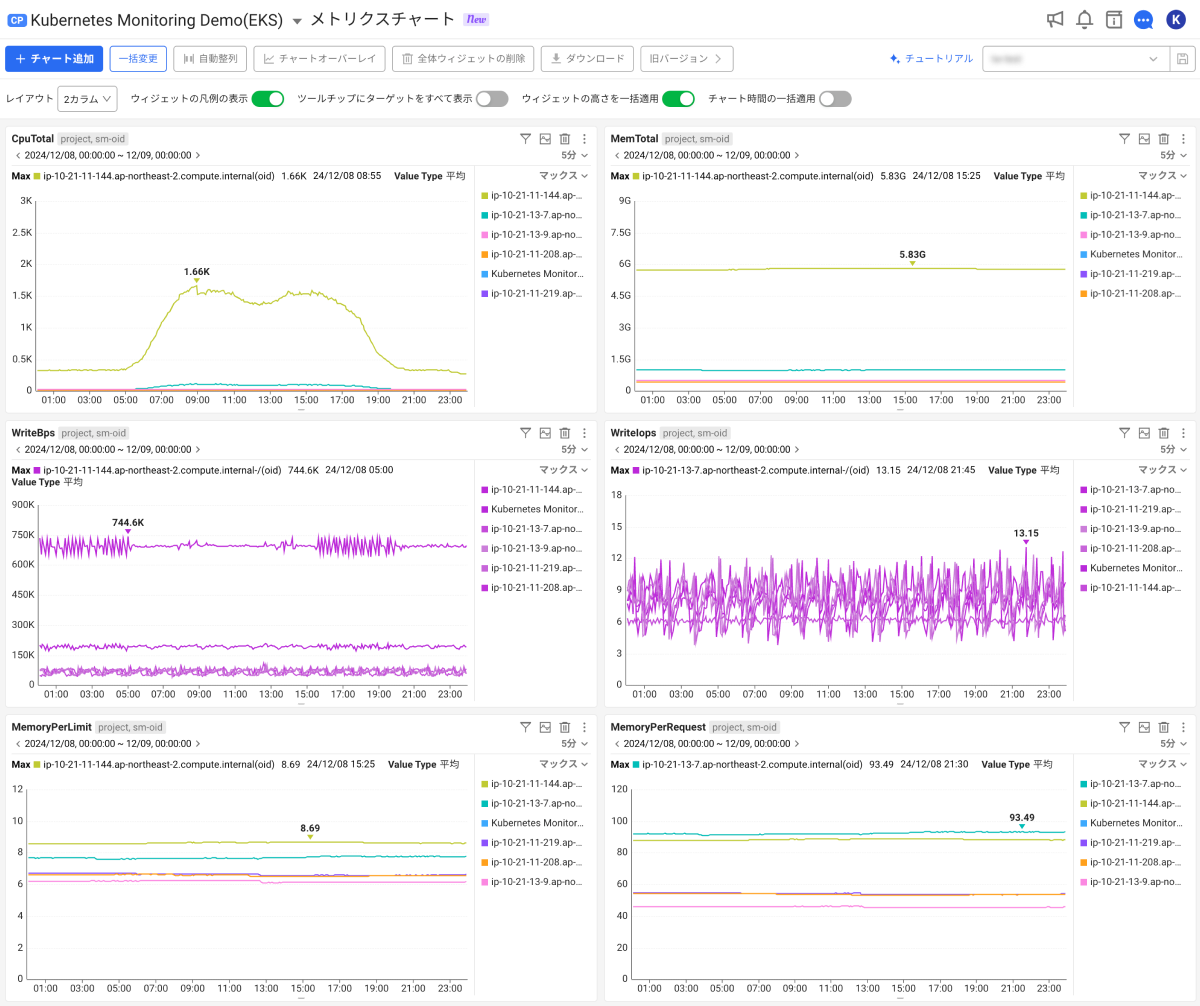 CP Kubernetes Monitoring Demo(EKS) メトリクスチャート New
K
チャート追加 一括変更 自動整列 チャートオーバーレイ 全体ウィジェットの削除 ダウンロード 旧バージョン チュートリアル
レイアウト 2カラム ウィジェットの凡例の表示 ツールチップにターゲットをすべて表示 ウィジェットの高さを一括適用 チャート時間の一括適用
CpuTotal project, sm-oid
2024/12/08, 00:00:00 ~ 12/09, 00:00:00 5分
Max ip-10-21-11-144.ap-northeast-2.compute.internal(oid) 1.66K 24/12/08 08:55 Value Type 平均
マックス
ip-10-21-11-144.ap-...
ip-10-21-13-7.ap-no...
ip-10-21-13-9.ap-no...
ip-10-21-11-208.ap-...
Kubernetes Monitor...
ip-10-21-11-219.ap-...
3K
2.5K
2K
1.5K
1K
0.5K
0
1.66K
01:00 03:00 05:00 07:00 09:00 11:00 13:00 15:00 17:00 19:00 21:00 23:00
MemTotal project, sm-oid
2024/12/08, 00:00:00 ~ 12/09, 00:00:00 5分
Max ip-10-21-11-144.ap-northeast-2.compute.internal(oid) 5.83G 24/12/08 15:25 Value Type 平均
マックス
ip-10-21-11-144.ap-...
ip-10-21-13-7.ap-no...
ip-10-21-13-9.ap-no...
Kubernetes Monitor...
ip-10-21-11-219.ap-...
ip-10-21-11-208.ap-...
9G
7.5G
6G
4.5G
3G
1.5G
0
5.83G
01:00 03:00 05:00 07:00 09:00 11:00 13:00 15:00 17:00 19:00 21:00 23:00
WriteBps project, sm-oid
2024/12/08, 00:00:00 ~ 12/09, 00:00:00 5分
Max ip-10-21-11-144.ap-northeast-2.compute.internal-/(oid) 744.6K 24/12/08 05:00
Value Type 平均
マックス
ip-10-21-11-144.ap-...
Kubernetes Monitor...
ip-10-21-13-7.ap-no...
ip-10-21-13-9.ap-no...
ip-10-21-11-219.ap-...
ip-10-21-11-208.ap-...
900K
750K
600K
450K
300K
150K
0
744.6K
01:00 03:00 05:00 07:00 09:00 11:00 13:00 15:00 17:00 19:00 21:00 23:00
WriteIops project, sm-oid
2024/12/08, 00:00:00 ~ 12/09, 00:00:00 5分
Max ip-10-21-13-7.ap-northeast-2.compute.internal-/(oid) 13.15 24/12/08 21:45 Value Type 平均
マックス
ip-10-21-13-7.ap-no...
ip-10-21-11-219.ap-...
ip-10-21-13-9.ap-no...
ip-10-21-11-208.ap-...
Kubernetes Monitor...
ip-10-21-11-144.ap-...
18
15
12
9
6
3
0
13.15
01:00 03:00 05:00 07:00 09:00 11:00 13:00 15:00 17:00 19:00 21:00 23:00
MemoryPerLimit project, sm-oid
2024/12/08, 00:00:00 ~ 12/09, 00:00:00 5分
Max ip-10-21-11-144.ap-northeast-2.compute.internal(oid) 8.69 24/12/08 15:25 Value Type 平均
マックス
ip-10-21-11-144.ap-...
ip-10-21-13-7.ap-no...
Kubernetes Monitor...
ip-10-21-11-219.ap-...
ip-10-21-11-208.ap-...
ip-10-21-13-9.ap-no...
12
10
8
6
4
2
0
8.69
01:00 03:00 05:00 07:00 09:00 11:00 13:00 15:00 17:00 19:00 21:00 23:00
MemoryPerRequest project, sm-oid
2024/12/08, 00:00:00 ~ 12/09, 00:00:00 5分
Max ip-10-21-13-7.ap-northeast-2.compute.internal(oid) 93.49 24/12/08 21:30 Value Type 平均
マックス
ip-10-21-13-7.ap-no...
ip-10-21-11-144.ap-...
Kubernetes Monitor...
ip-10-21-11-219.ap-...
ip-10-21-11-208.ap-...
ip-10-21-13-9.ap-no...
120
100
80
60
40
20
0
93.49
01:00 03:00 05:00 07:00 09:00 11:00 13:00 15:00 17:00 19:00 21:00 23:00